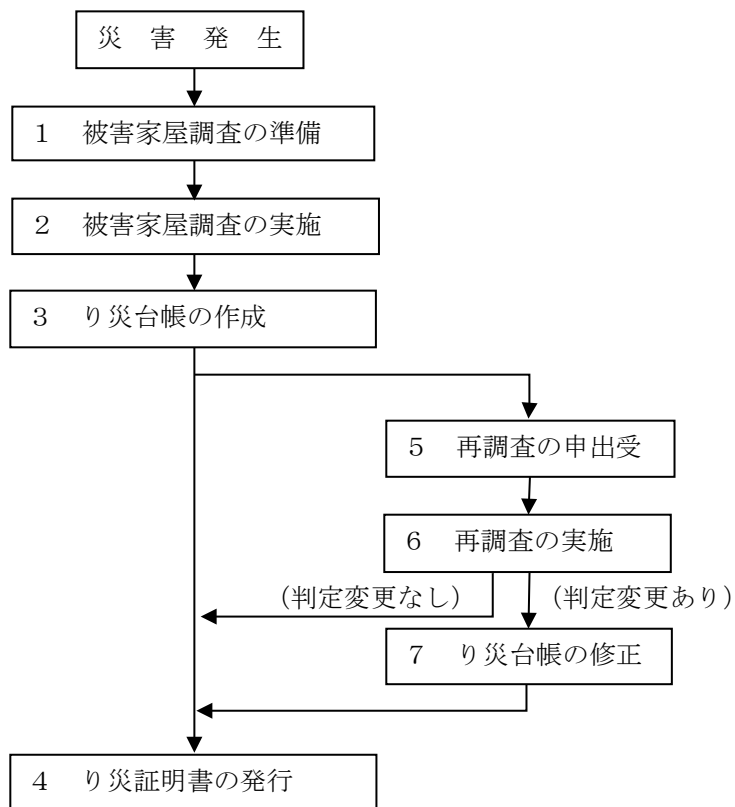 災　害　発　生
１　被害家屋調査の準備
２　被害家屋調査の実施
３　り災台帳の作成
５　再調査の申出受
６　再調査の実施
（判定変更なし）　（判定変更あり）
７　り災台帳の修正
４　り災証明書の発行